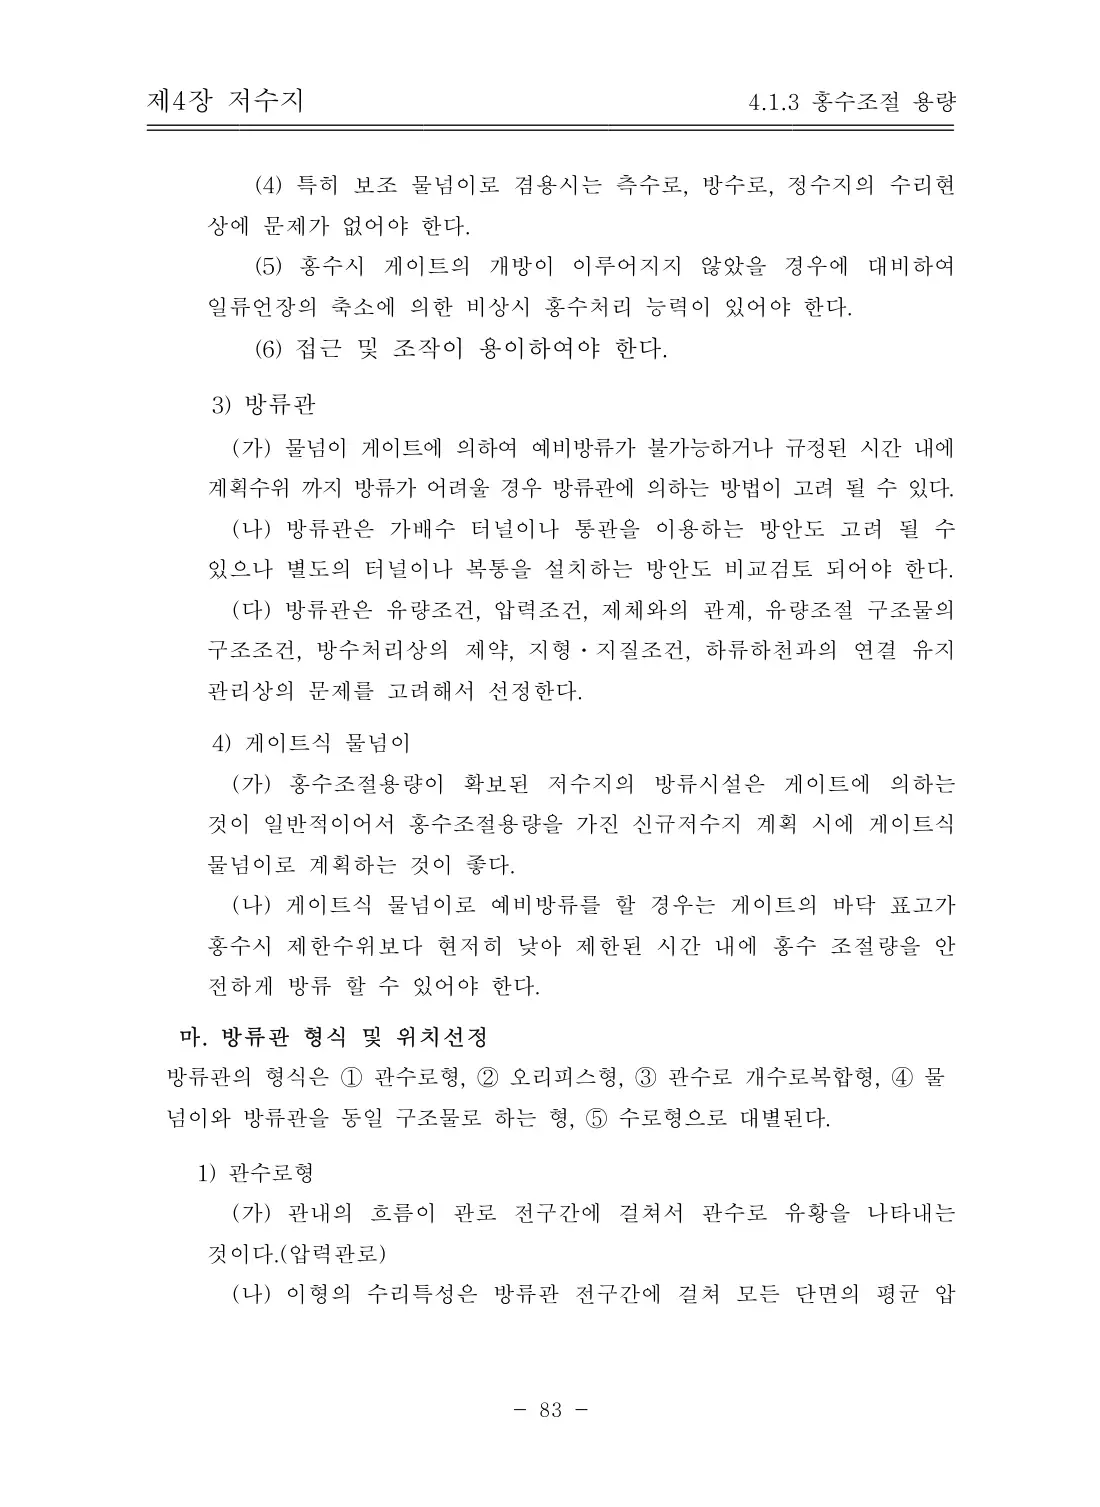 제4장 저수지
4.1.3 홍수조절 용량
(4) 특히 보조 물넘이로 겸용시는 측수로, 방수로, 정수지의 수리현
상에 문제가 없어야 한다.
(5) 홍수시 게이트의 개방이 이루어지지 않았을 경우에 대비하여
일류언장의 축소에 의한 비상시 홍수처리 능력이 있어야 한다.
(6) 접근 및 조작이 용이하여야 한다.
3) 방류관
(가) 물넘이 게이트에 의하여 예비방류가 불가능하거나 규정된 시간 내에
계획수위 까지 방류가 어려울 경우 방류관에 의하는 방법이 고려 될 수 있다.
(나) 방류관은 가배수 터널이나 통관을 이용하는 방안도 고려 될 수
있으나 별도의 터널이나 복통을 설치하는 방안도 비교검토 되어야 한다.
(다) 방류관은 유량조건, 압력조건, 제체와의 관계, 유량조절 구조물의
구조조건, 방수처리상의 제약, 지형·지질조건, 하류하천과의 연결 유지
관리상의 문제를 고려해서 선정한다.
4) 게이트식 물넘이
(가) 홍수조절용량이 확보된 저수지의 방류시설은 게이트에 의하는
것이 일반적이어서 홍수조절용량을 가진 신규저수지 계획 시에 게이트식
물넘이로 계획하는 것이 좋다.
(나) 게이트식 물넘이로 예비방류를 할 경우는 게이트의 바닥 표고가
홍수시 제한수위보다 현저히 낮아 제한된 시간 내에 홍수 조절량을 안
전하게 방류 할 수 있어야 한다.
마. 방류관 형식 및 위치선정
방류관의 형식은 ① 관수로형, ② 오리피스형, ③ 관수로 개수로복합형, ④ 물
넘이와 방류관을 동일 구조물로 하는 형, ⑤ 수로형으로 대별된다.
1) 관수로형
(가) 관내의 흐름이 관로 전구간에 걸쳐서 관수로 유황을 나타내는
것이다.(압력관로)
(나) 이형의 수리특성은 방류관 전구간에 걸쳐 모든 단면의 평균 압
- 83 -